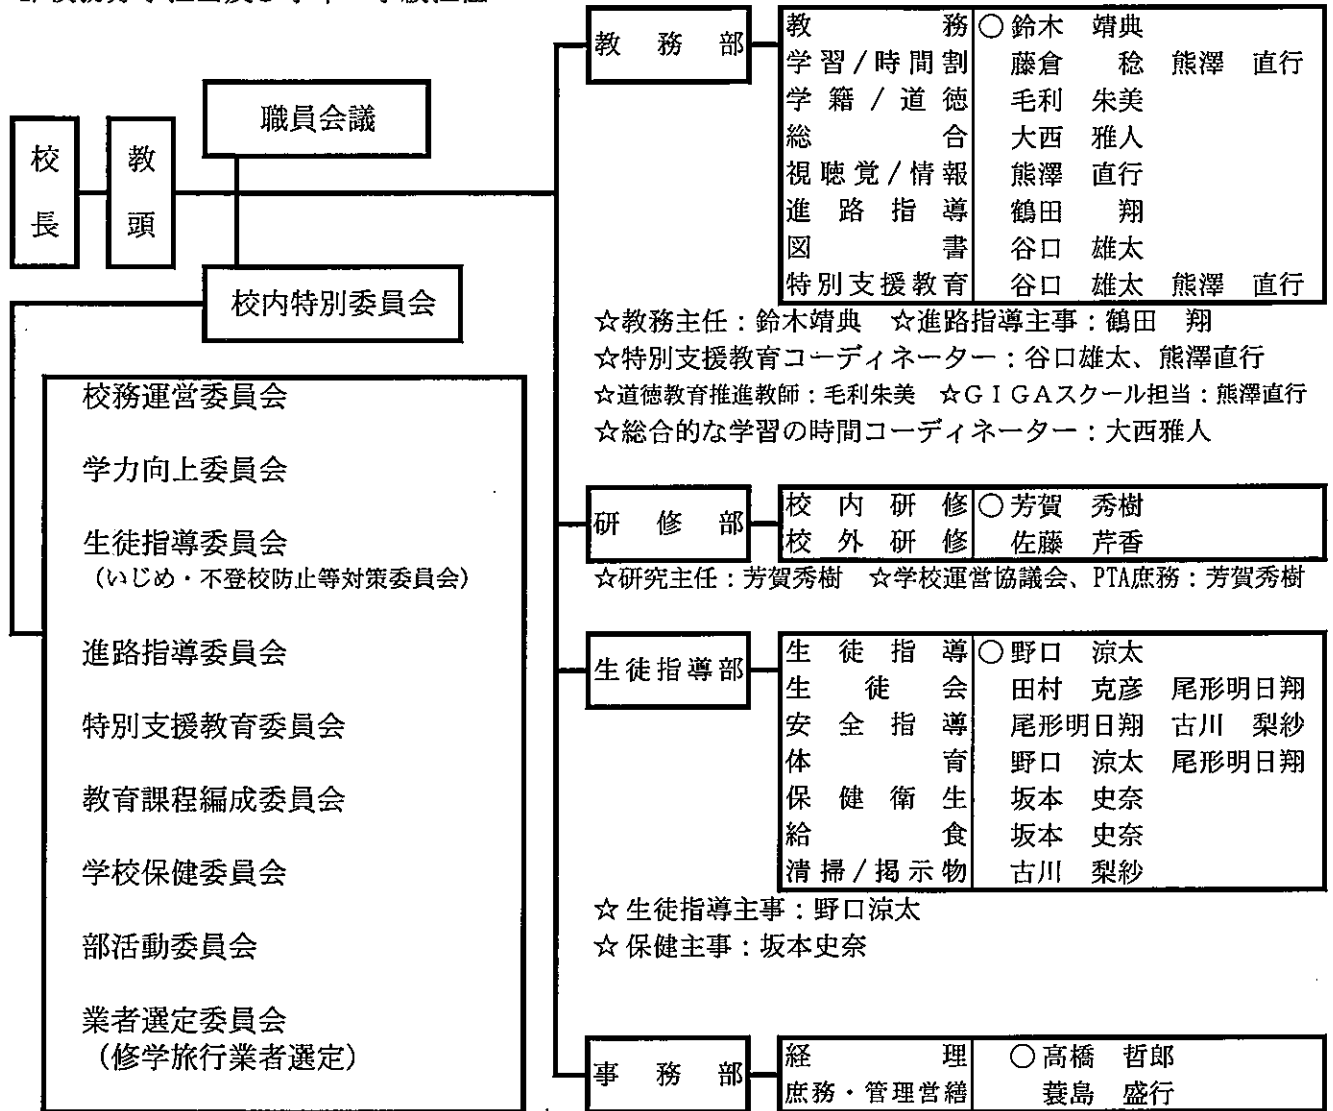 校長
教頭
職員会議
校内特別委員会
校務運営委員会
学力向上委員会
生徒指導委員会
（いじめ・不登校防止等対策委員会）
進路指導委員会
特別支援教育委員会
教育課程編成委員会
学校保健委員会
部活動委員会
業者選定委員会
（修学旅行業者選定）
教務部
教務 ○鈴木 靖典
学習/時間割 藤倉 稔 熊澤 直行
学籍/道徳 毛利 朱美
総合 大西 雅人
視聴覚/情報 熊澤 直行
進路指導 鶴田 翔
図書 谷口 雄太
特別支援教育 谷口 雄太 熊澤 直行
☆教務主任：鈴木靖典 ☆進路指導主事：鶴田 翔
☆特別支援教育コーディネーター：谷口雄太、熊澤直行
☆道徳教育推進教師：毛利朱美 ☆ＧＩＧＡスクール担当：熊澤直行
☆総合的な学習の時間コーディネーター：大西雅人
研修部
校内研修 ○芳賀 秀樹
校外研修 佐藤 芹香
☆研究主任：芳賀秀樹 ☆学校運営協議会、PTA庶務：芳賀秀樹
生徒指導部
生徒指導 ○野口 涼太
生徒会 田村 克彦 尾形明日翔
安全指導 尾形明日翔 古川 梨紗
体育 野口 涼太 尾形明日翔
保健衛生 坂本 史奈
給食 坂本 史奈
清掃/掲示物 古川 梨紗
☆生徒指導主事：野口涼太
☆保健主事：坂本史奈
事務部
経理 ○高橋 哲郎
庶務・管理営繕 蓑島 盛行